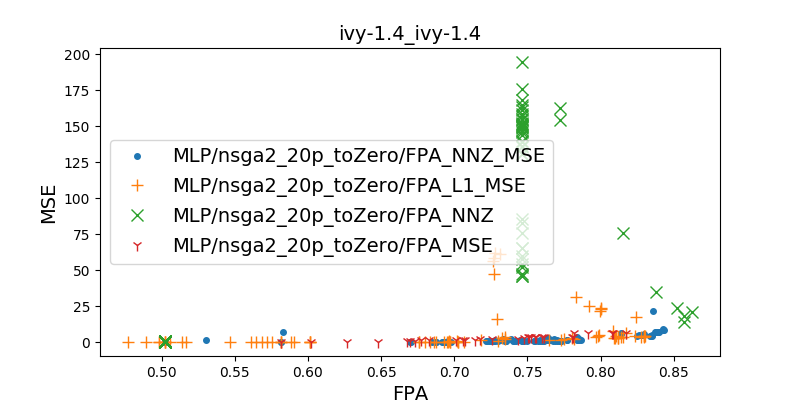 ivy-1.4_ivy-1.4
200
175
150
125
100
75
50
25
0
MSE
MLP/nsga2_20p_toZero/FPA_NNZ_MSE
MLP/nsga2_20p_toZero/FPA_L1_MSE
MLP/nsga2_20p_toZero/FPA_NNZ
MLP/nsga2_20p_toZero/FPA_MSE
0.50 0.55 0.60 0.65 0.70 0.75 0.80 0.85
FPA